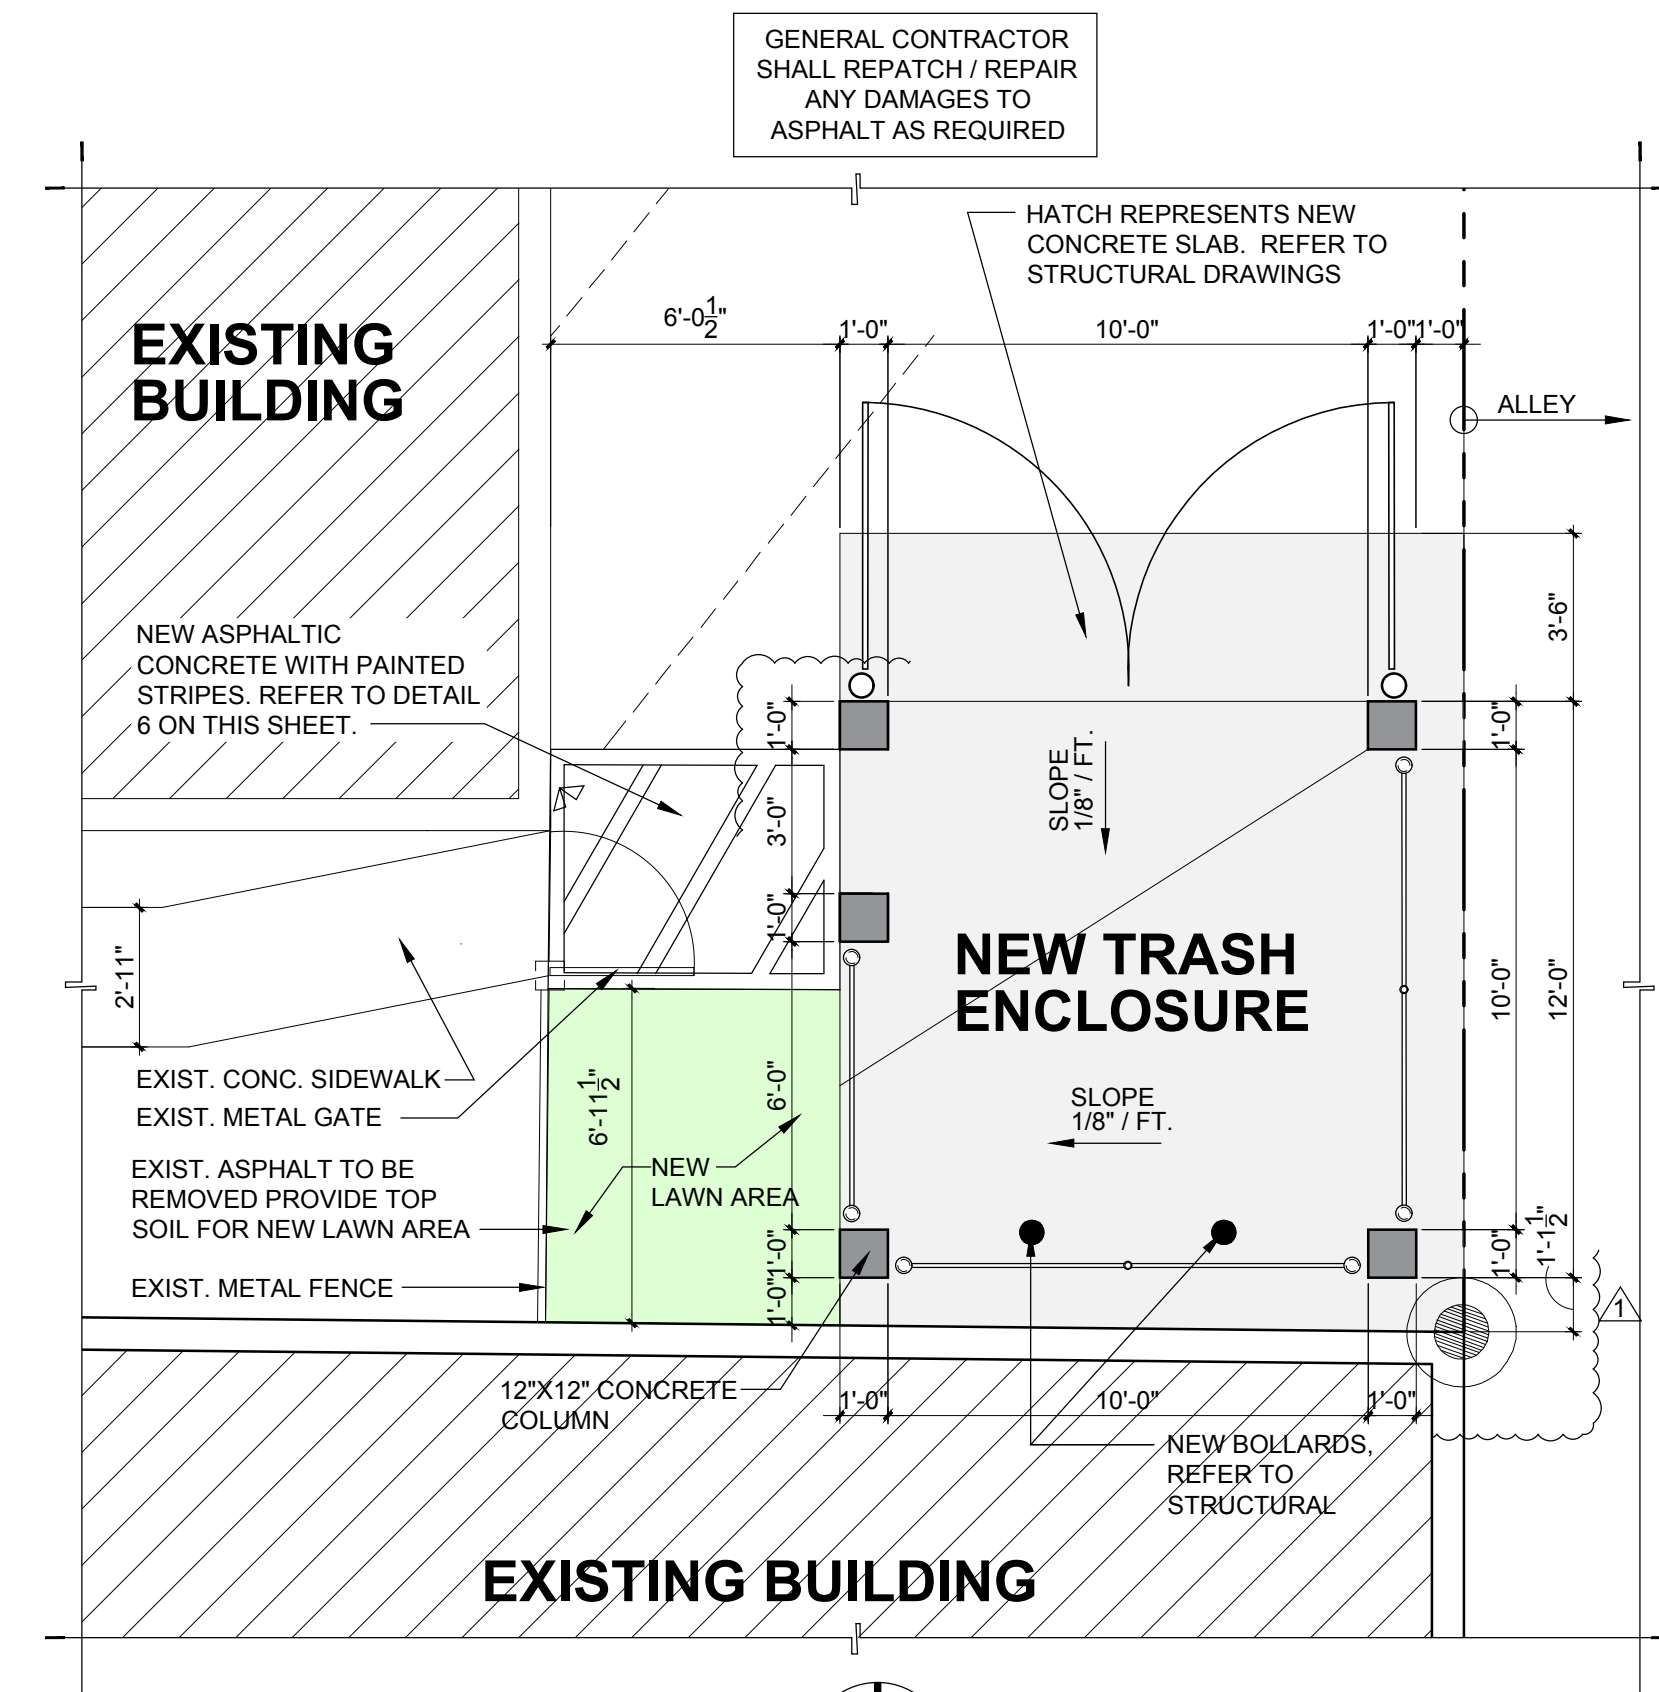 GENERAL CONTRACTOR
SHALL REPATCH / REPAIR
ANY DAMAGES TO
ASPHALT AS REQUIRED
HATCH REPRESENTS NEW
CONCRETE SLAB.  REFER TO
STRUCTURAL DRAWINGS
EXISTING
BUILDING
6'-0 1/2"
1'-0"
10'-0"
1'-0"
1'-0"
ALLEY
3'-6"
NEW ASPHALTIC
CONCRETE WITH PAINTED
STRIPES. REFER TO DETAIL
6 ON THIS SHEET.
1'-0"
3'-0"
1'-0"
SLOPE
1/8" / FT.
1'-0"
2'-11"
NEW TRASH
ENCLOSURE
10'-0"
12'-0"
EXIST. CONC. SIDEWALK
EXIST. METAL GATE
6'-11 1/2"
6'-0"
SLOPE
1/8" / FT.
EXIST. ASPHALT TO BE
REMOVED PROVIDE TOP
SOIL FOR NEW LAWN AREA
NEW
LAWN AREA
EXIST. METAL FENCE
1'-0"
1'-0"
1'-0"
1'-1 1/2"
1
12"X12" CONCRETE
COLUMN
1'-0"
10'-0"
1'-0"
NEW BOLLARDS,
REFER TO
STRUCTURAL
EXISTING BUILDING